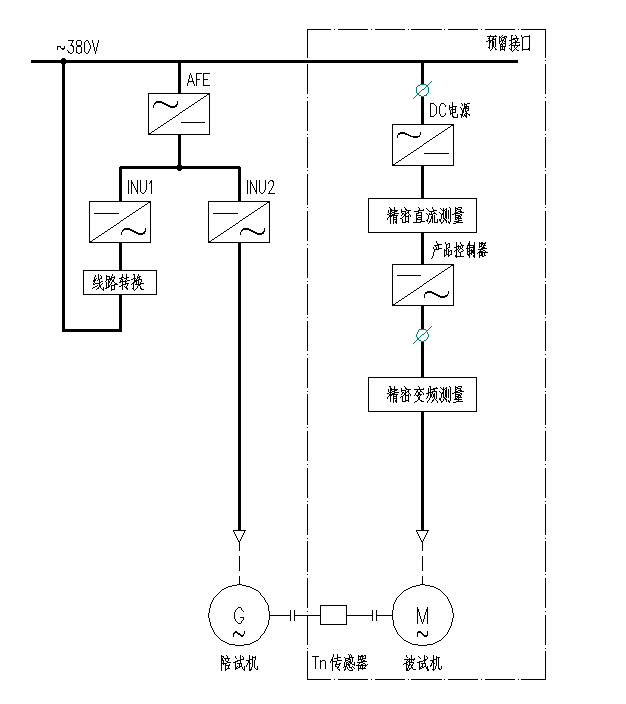 ~380V
预留接口
AFE
DC电源
INU1
INU2
精密直流测量
产品控制器
线路转换
精密变频测量
G
~
M
~
陪试机
Tn传感器
被试机